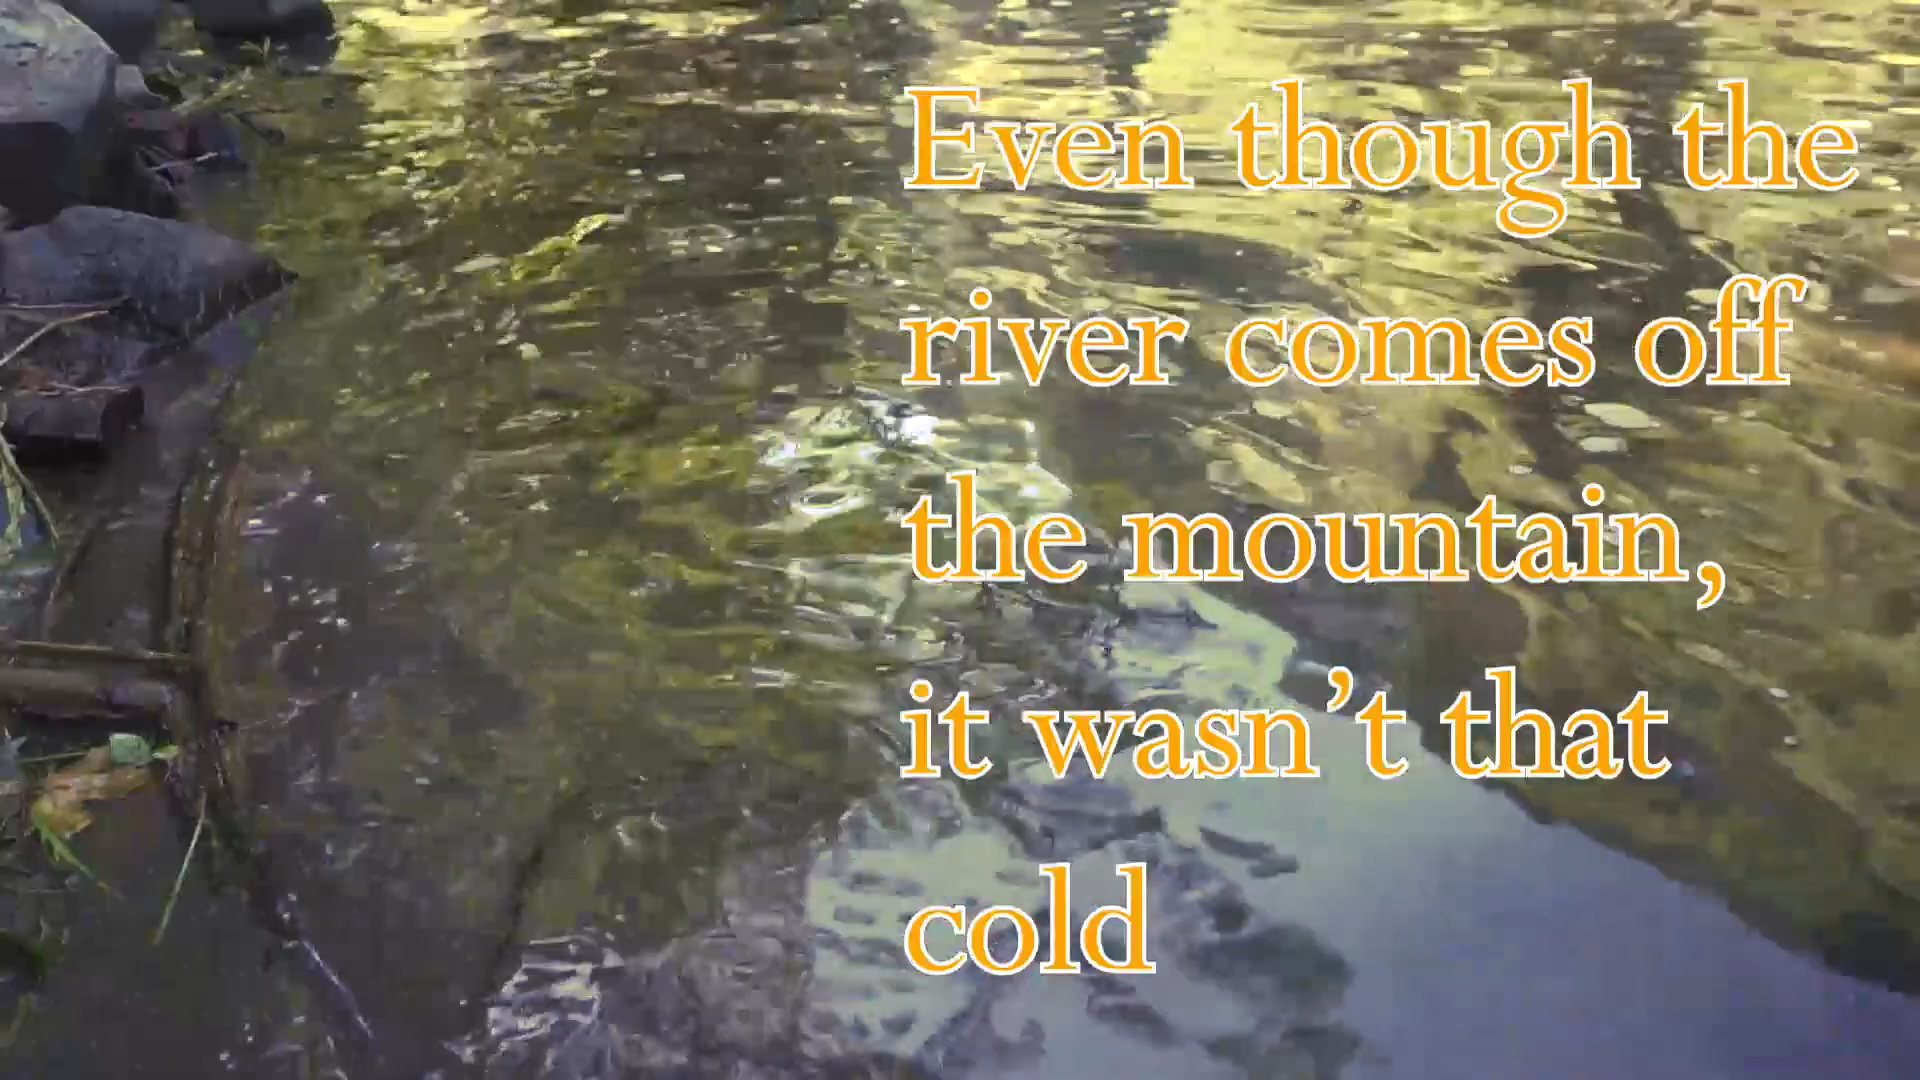 Even though the
river comes off
the mountain,
it wasn’t that
cold